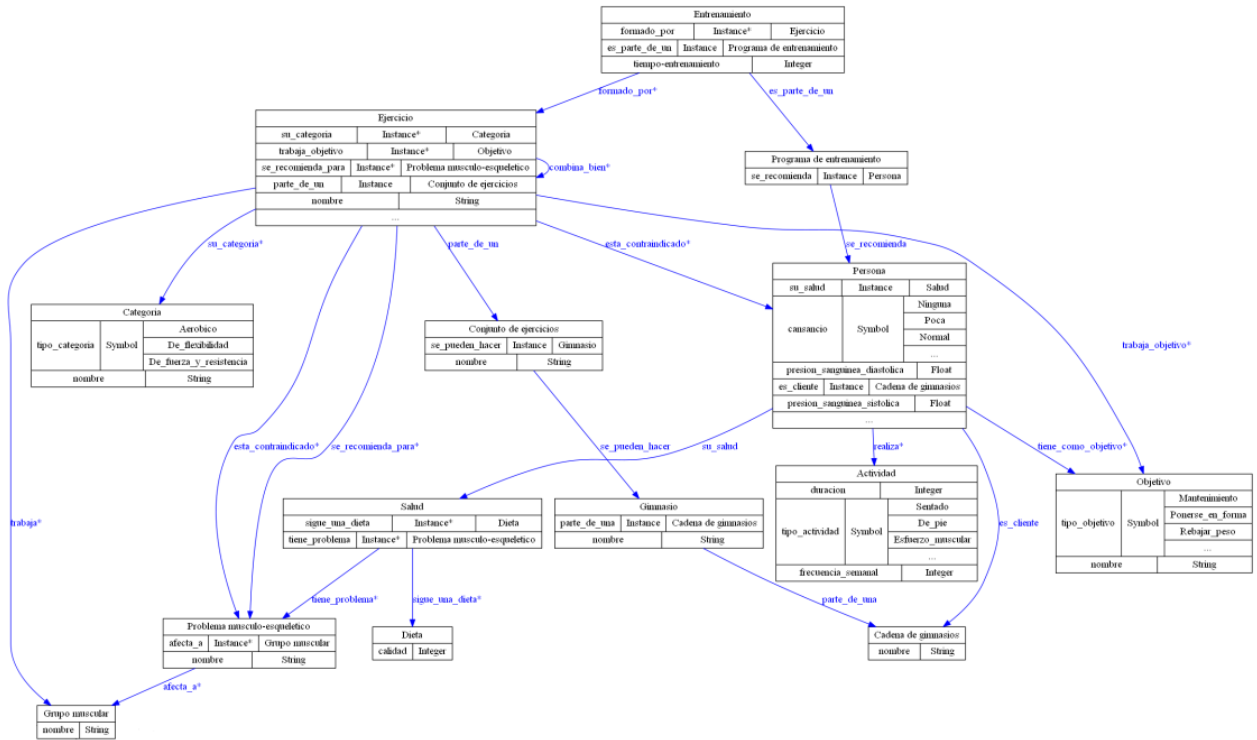 Entrenamiento
formado_por Instance* Ejercicio
es_parte_de_un Instance Programa de entrenamiento
tiempo-entrenamiento Integer
formado_por*
es_parte_de_un
Ejercicio
su_categoria Instance* Categoria
trabaja_objetivo Instance* Objetivo
se_recomienda_para Instance* Problema musculo-esqueletico
parte_de_un Instance Conjunto de ejercicios
nombre String
...
combina_bien*
Programa de entrenamiento
se_recomienda Instance Persona
su_categoria*
parte_de_un
esta_contraindicado*
se_recomienda
Persona
su_salud Instance Salud
cansancio Symbol
Ninguna
Poca
Normal
...
presion_sanguinea_diastolica Float
es_cliente Instance Cadena de gimnasios
presion_sanguinea_sistolica Float
...
Categoria
tipo_categoria Symbol
Aerobico
De_flexibilidad
De_fuerza_y_resistencia
nombre String
Conjunto de ejercicios
se_pueden_hacer Instance Gimnasio
nombre String
trabaja_objetivo*
esta_contraindicado*
se_recomienda_para*
se_pueden_hacer
su_salud
realiza*
tiene_como_objetivo*
Salud
sigue_una_dieta Instance* Dieta
tiene_problema Instance* Problema musculo-esqueletico
Gimnasio
parte_de_una Instance Cadena de gimnasios
nombre String
Actividad
duracion Integer
tipo_actividad Symbol
Sentado
De_pie
Esfuerzo_muscular
...
frecuencia_semanal Integer
Objetivo
tipo_objetivo Symbol
Mantenimiento
Ponerse_en_forma
Rebajar_peso
...
nombre String
trabaja*
es_cliente
tiene_problema*
sigue_una_dieta*
parte_de_una
Problema musculo-esqueletico
afecta_a Instance* Grupo muscular
nombre String
Dieta
calidad Integer
Cadena de gimnasios
nombre String
afecta_a*
Grupo muscular
nombre String